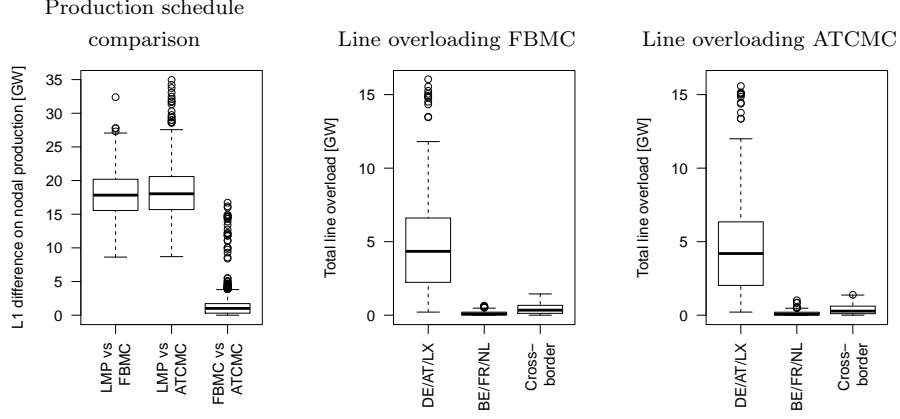 Production schedule
comparison
L1 difference on nodal production [GW]
35
30
25
20
15
10
5
0
LMP vs
FBMC
LMP vs
ATCMC
FBMC vs
ATCMC
Line overloading FBMC
Total line overload [GW]
15
10
5
0
DE/AT/LX
BE/FR/NL
Cross–
border
Line overloading ATCMC
Total line overload [GW]
15
10
5
0
DE/AT/LX
BE/FR/NL
Cross–
border